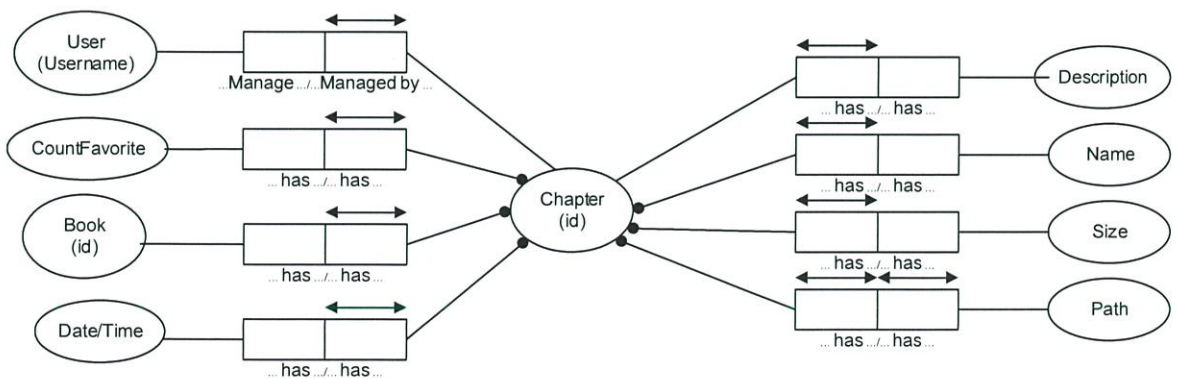 User
(Username)
...Manage .../...Managed by ...
CountFavorite
... has .../... has ...
Book
(id)
... has .../... has ...
Date/Time
... has .../... has ...
Chapter
(id)
Description
... has .../... has ...
Name
... has .../... has ...
Size
... has .../... has ...
Path
... has .../... has ...